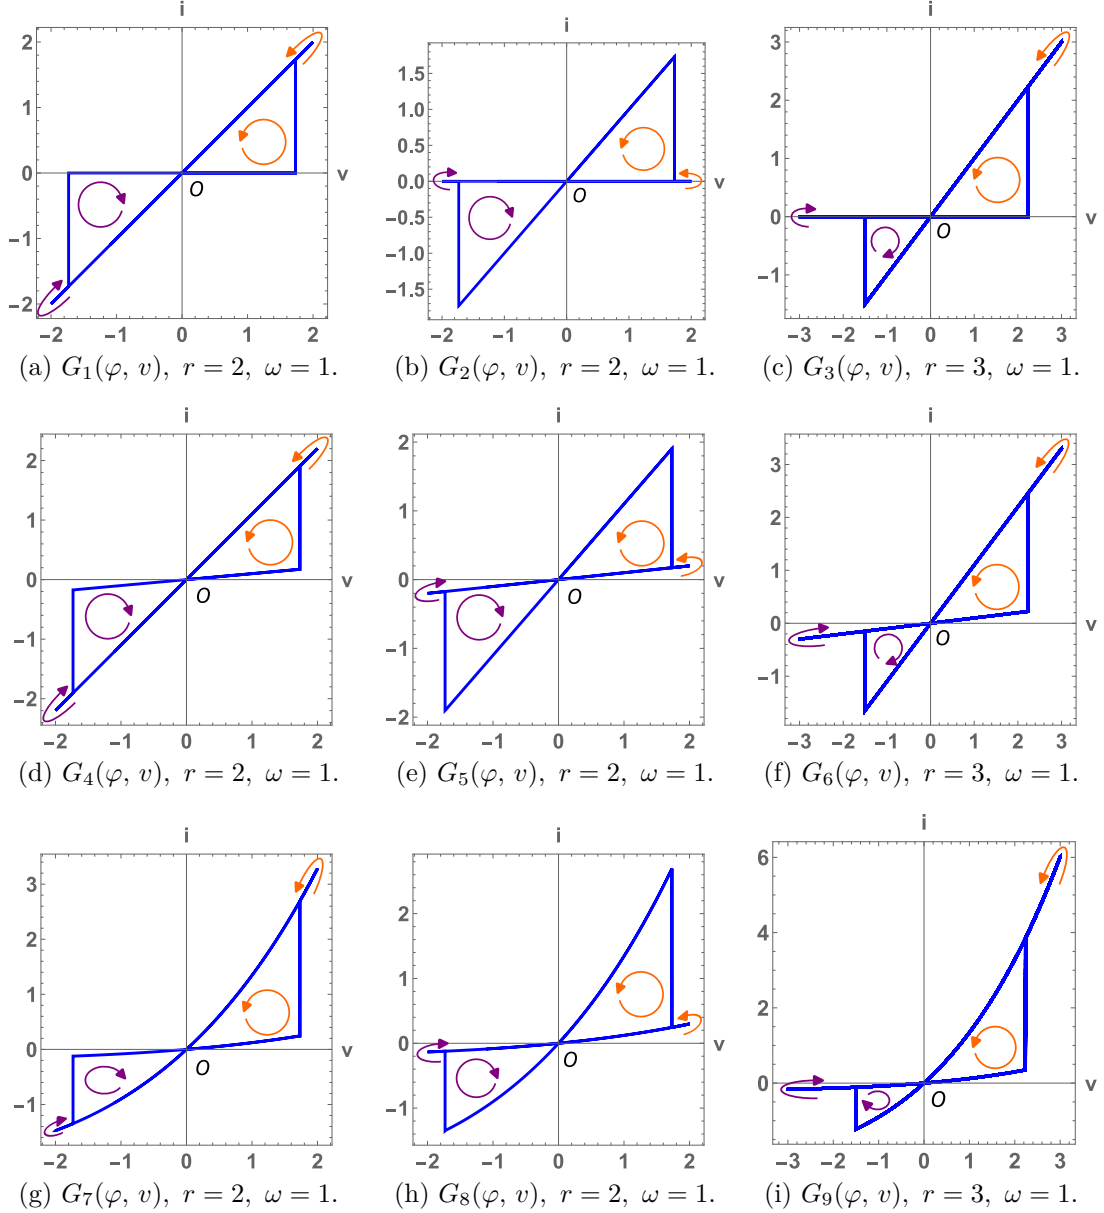 i
i
i
2
1
0
−1
−2
−2 −1 0 1 2
v
O
1.5
1.0
0.5
0.0
−0.5
−1.0
−1.5
−2 −1 0 1 2
v
O
3
2
1
0
−1
−3 −2 −1 0 1 2 3
v
O
(a) G₁(φ, v), r = 2, ω = 1.
(b) G₂(φ, v), r = 2, ω = 1.
(c) G₃(φ, v), r = 3, ω = 1.
i
i
i
2
1
0
−1
−2
−2 −1 0 1 2
v
O
2
1
0
−1
−2
−2 −1 0 1 2
v
O
3
2
1
0
−1
−3 −2 −1 0 1 2 3
v
O
(d) G₄(φ, v), r = 2, ω = 1.
(e) G₅(φ, v), r = 2, ω = 1.
(f) G₆(φ, v), r = 3, ω = 1.
i
i
i
3
2
1
0
−1
−2 −1 0 1 2
v
O
2
1
0
−1
−2 −1 0 1 2
v
O
6
4
2
0
−2
−4
−3 −2 −1 0 1 2 3
v
O
(g) G₇(φ, v), r = 2, ω = 1.
(h) G₈(φ, v), r = 2, ω = 1.
(i) G₉(φ, v), r = 3, ω = 1.